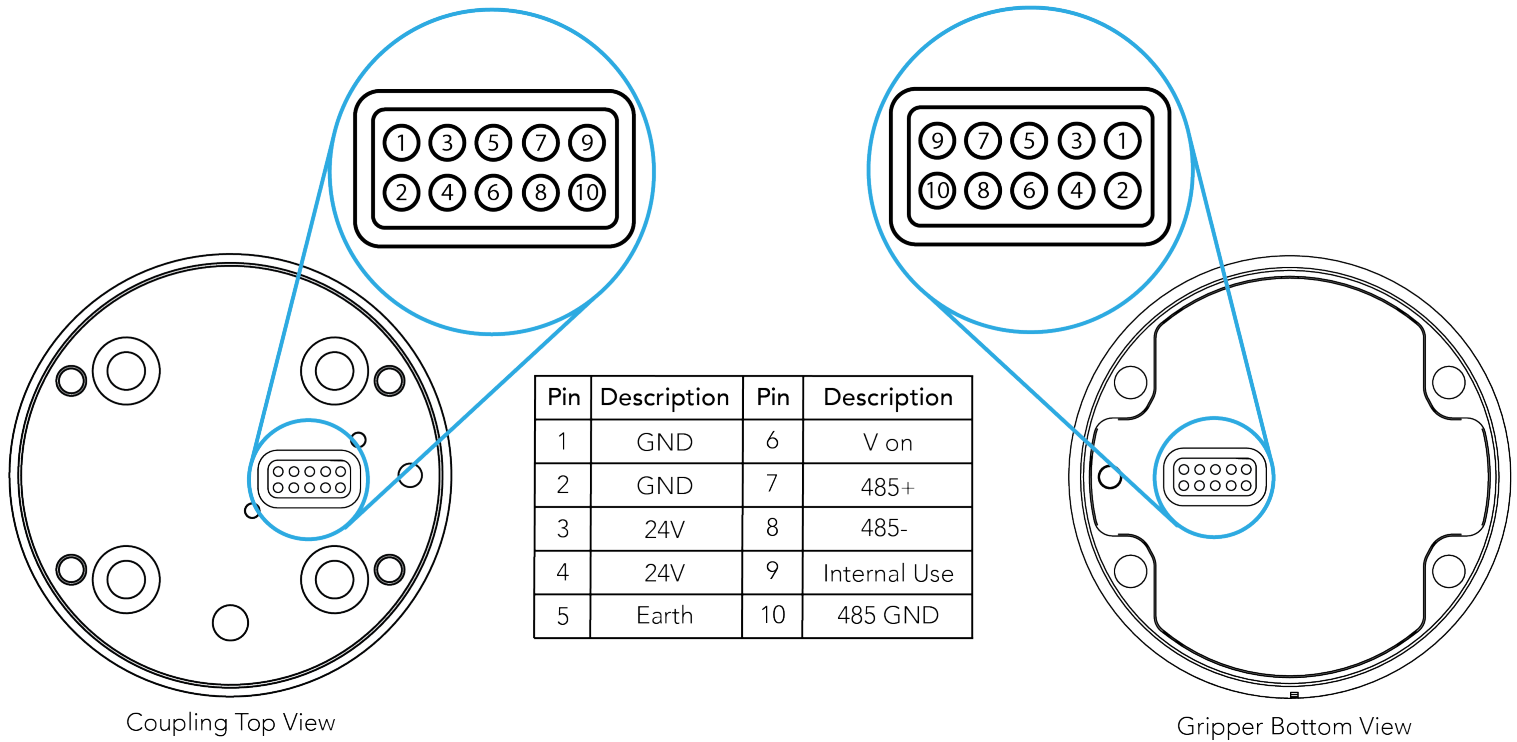 1 3 5 7 9
2 4 6 8 10
9 7 5 3 1
10 8 6 4 2
Pin Description Pin Description
1 GND 6 V on
2 GND 7 485+
3 24V 8 485-
4 24V 9 Internal Use
5 Earth 10 485 GND
Coupling Top View
Gripper Bottom View